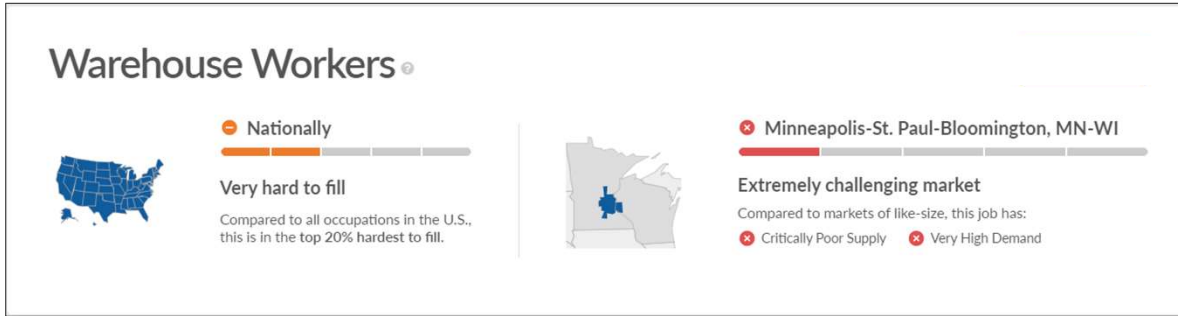 Warehouse Workers
Nationally
Very hard to fill
Compared to all occupations in the U.S.,
this is in the top 20% hardest to fill.
Minneapolis-St. Paul-Bloomington, MN-WI
Extremely challenging market
Compared to markets of like-size, this job has:
Critically Poor Supply Very High Demand